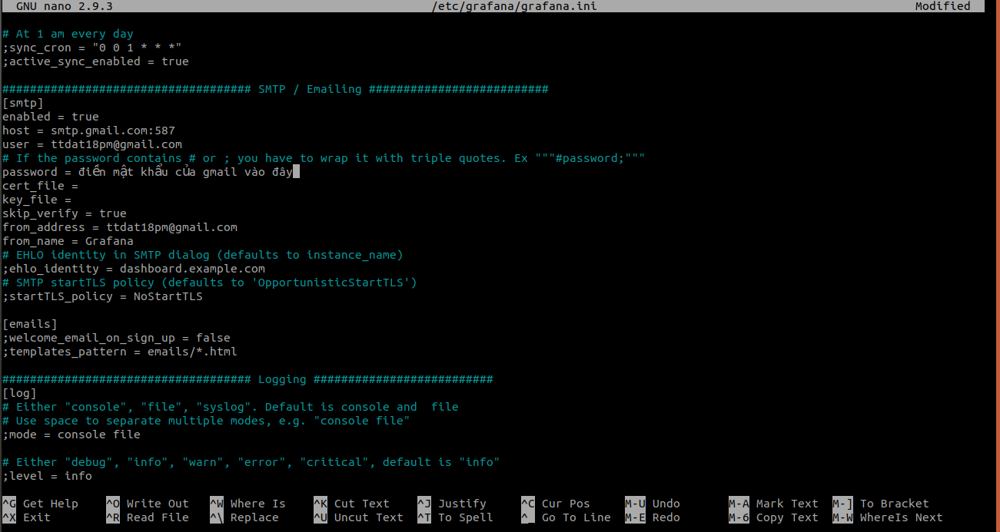 GNU nano 2.9.3 /etc/grafana/grafana.ini Modified
# At 1 am every day
;sync_cron = "0 0 1 * * *"
;active_sync_enabled = true
#################################### SMTP / Emailing ##########################
[smtp]
enabled = true
host = smtp.gmail.com:587
user = ttdat18pm@gmail.com
# If the password contains # or ; you have to wrap it with triple quotes. Ex """#password;"""
password = điền mật khẩu của gmail vào đây
cert_file =
key_file =
skip_verify = true
from_address = ttdat18pm@gmail.com
from_name = Grafana
# EHLO identity in SMTP dialog (defaults to instance_name)
;ehlo_identity = dashboard.example.com
# SMTP startTLS policy (defaults to 'OpportunisticStartTLS')
;startTLS_policy = NoStartTLS
[emails]
;welcome_email_on_sign_up = false
;templates_pattern = emails/*.html
#################################### Logging ##########################
[log]
# Either "console", "file", "syslog". Default is console and  file
# Use space to separate multiple modes, e.g. "console file"
;mode = console file
# Either "debug", "info", "warn", "error", "critical", default is "info"
;level = info
^G Get Help ^O Write Out ^W Where Is ^K Cut Text ^J Justify ^C Cur Pos M-U Undo M-A Mark Text M-] To Bracket
^X Exit ^R Read File ^\ Replace ^U Uncut Text ^T To Spell ^_ Go To Line M-E Redo M-6 Copy Text M-W WhereIs Next